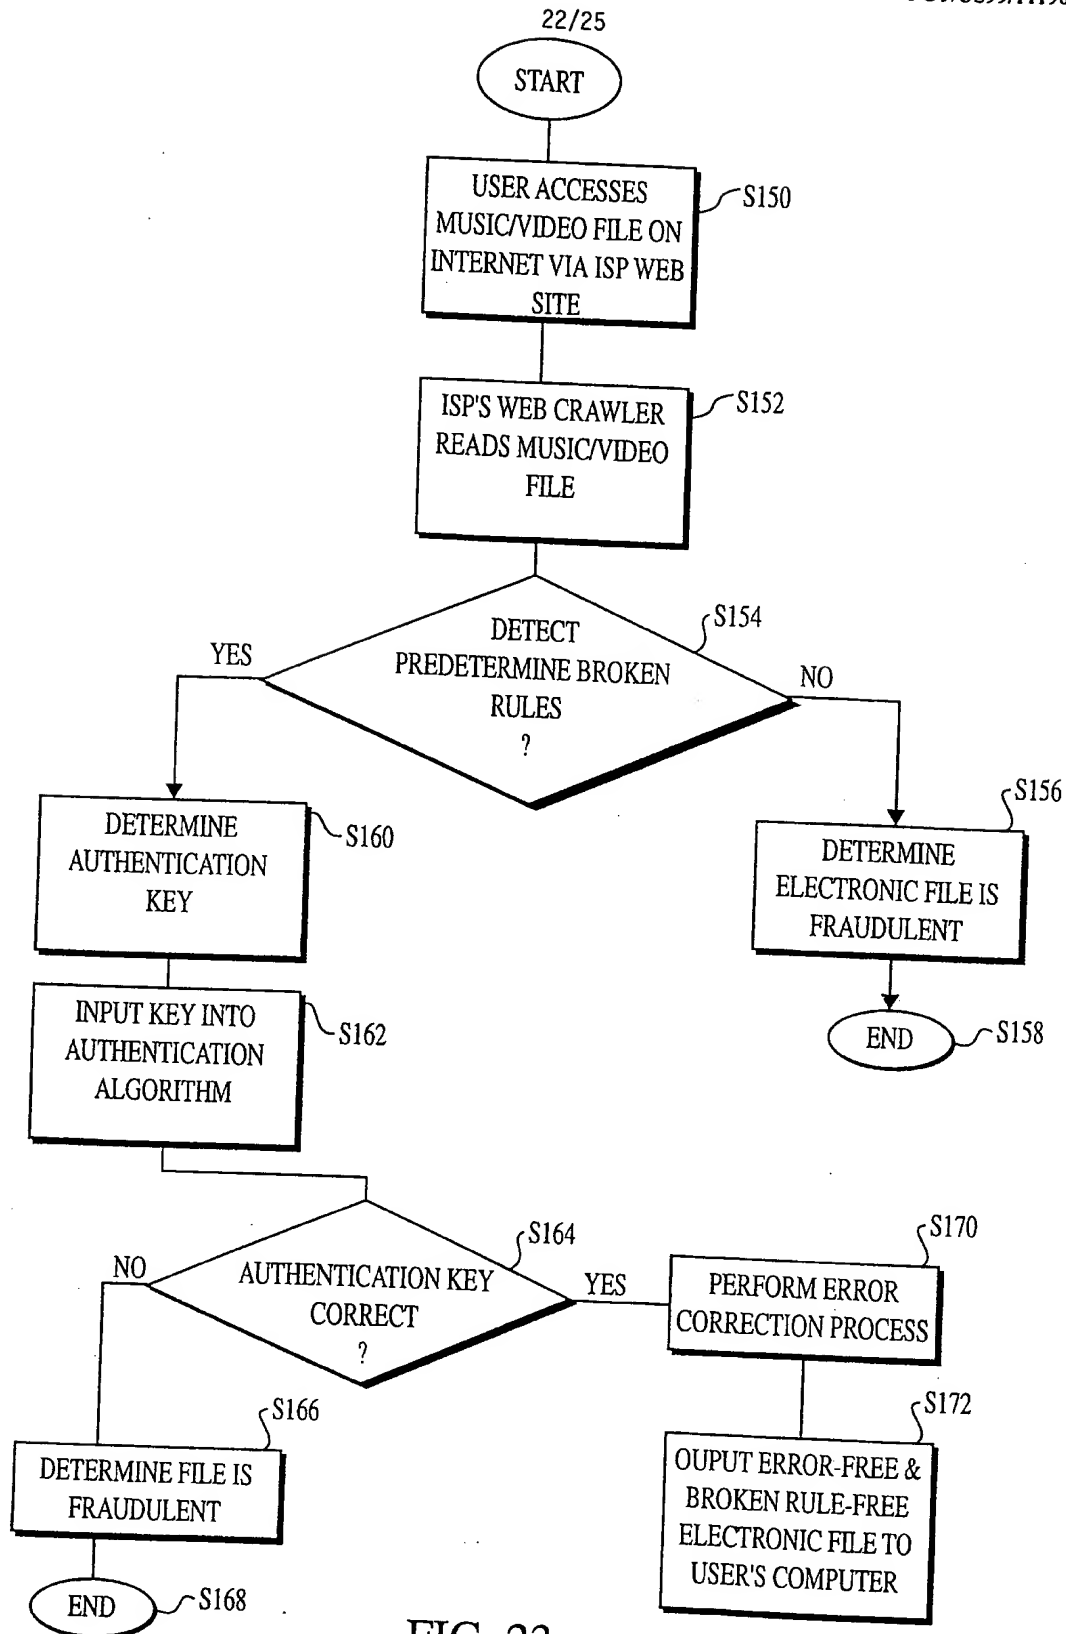 22/25
START
USER ACCESSES
MUSIC/VIDEO FILE ON
INTERNET VIA ISP WEB
SITE
S150
ISP'S WEB CRAWLER
READS MUSIC/VIDEO
FILE
S152
DETECT
PREDETERMINE BROKEN
RULES
?
S154
YES
NO
DETERMINE
AUTHENTICATION
KEY
S160
DETERMINE
ELECTRONIC FILE IS
FRAUDULENT
S156
INPUT KEY INTO
AUTHENTICATION
ALGORITHM
S162
END
S158
AUTHENTICATION KEY
CORRECT
?
S164
NO
YES
PERFORM ERROR
CORRECTION PROCESS
S170
DETERMINE FILE IS
FRAUDULENT
S166
OUPUT ERROR-FREE &
BROKEN RULE-FREE
ELECTRONIC FILE TO
USER'S COMPUTER
S172
END
S168
FIG. 23